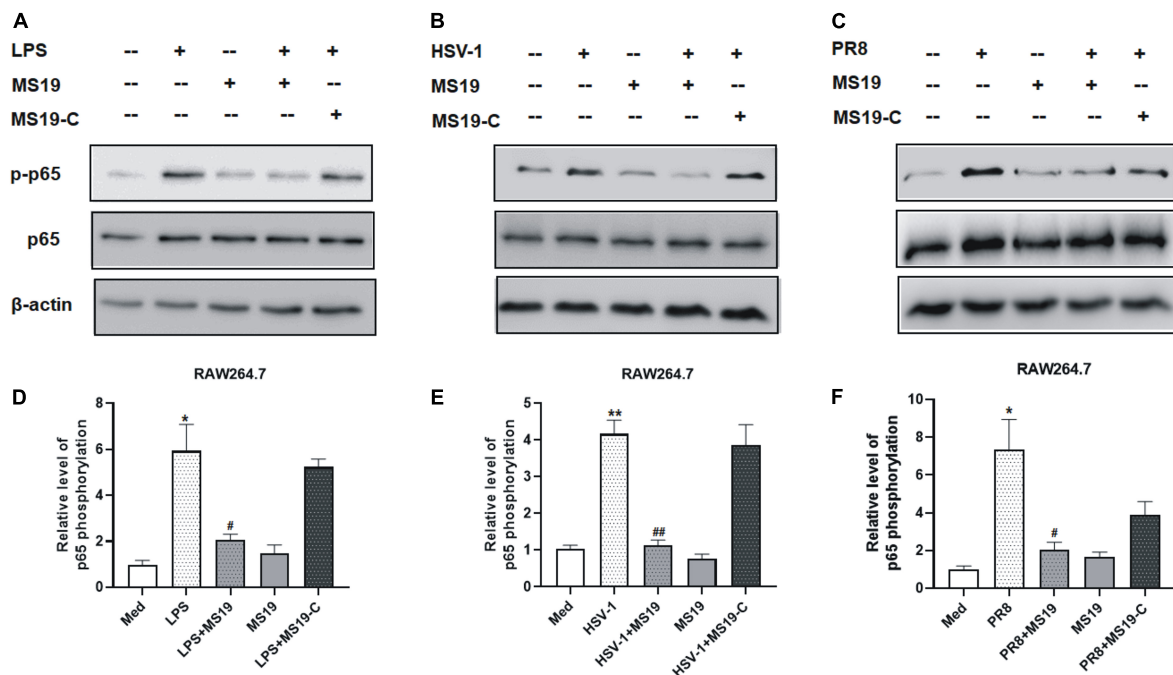 A
LPS -- + -- + +
MS19 -- -- + + --
MS19-C -- -- -- -- +
p-p65
p65
β-actin
B
HSV-1 -- + -- + +
MS19 -- -- + + --
MS19-C -- -- -- -- +
C
PR8 -- + -- + +
MS19 -- -- + + --
MS19-C -- -- -- -- +
D
RAW264.7
Relative level of
p65 phosphorylation
8
6
4
2
0
*
#
Med
LPS
LPS+MS19
MS19
LPS+MS19-C
E
RAW264.7
Relative level of
p65 phosphorylation
5
4
3
2
1
0
**
##
Med
HSV-1
HSV-1+MS19
MS19
HSV-1+MS19-C
F
RAW264.7
Relative level of
p65 phosphorylation
10
8
6
4
2
0
*
#
Med
PR8
PR8+MS19
MS19
PR8+MS19-C